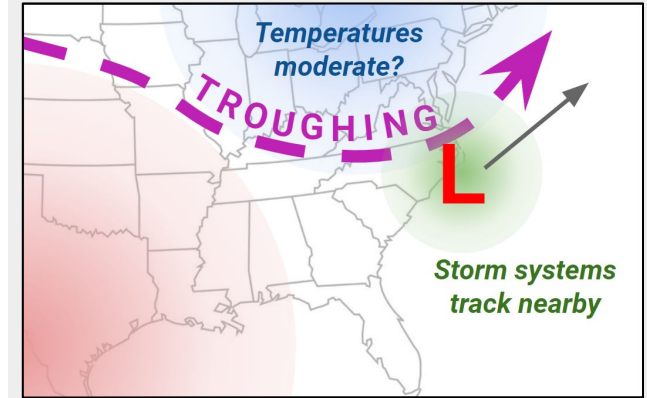 Temperatures
moderate?
TROUGHING
L
Storm systems
track nearby